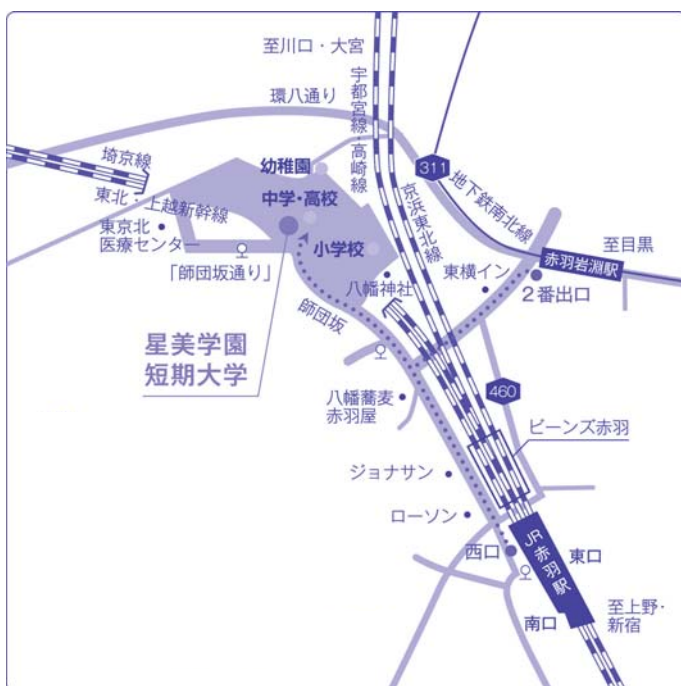 至川口・大宮
環八通り
宇都宮線・高崎線
京浜東北線
311
地下鉄南北線
埼京線
東北・上越新幹線
幼稚園
中学・高校
小学校
東京北
医療センター
「師団坂通り」
師団坂
八幡神社
東横イン
赤羽岩淵駅
至目黒
2番出口
星美学園
短期大学
八幡蕎麦
赤羽屋
460
ビーンズ赤羽
ジョナサン
ローソン
西口
JR赤羽駅
東口
南口
至上野・
新宿